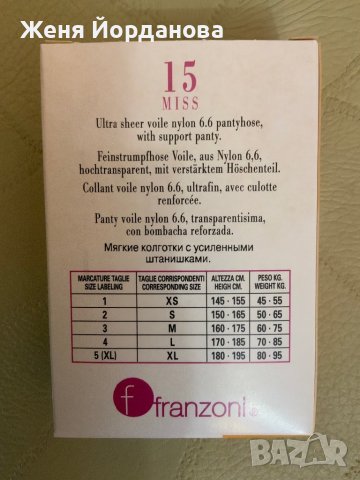 Женя Йорданова
15
MISS
Ultra sheer voile nylon 6.6 pantyhose,
with support panty.
Feinstrumpfhose Voile, aus Nylon 6,6,
hochtransparent, mit verstärktem Höschenteil.
Collant voile nylon 6.6, ultrafin, avec culotte
renforcée.
Panty voile nylon 6.6, transparentisima,
con bombacha reforzada.
Мягкие колготки с усиленными
штанишками.
MARCATURE TAGLIE SIZE LABELING TAGLIE CORRISPONDENTI CORRESPONDING SIZE ALTEZZA CM. HEIGH CM. PESO KG. WEIGHT KG.
1 XS 145 - 155 45 - 55
2 S 150 - 165 50 - 65
3 M 160 - 175 60 - 75
4 L 170 - 185 70 - 85
5 (XL) XL 180 - 195 80 - 95
f franzoni
BAZAR